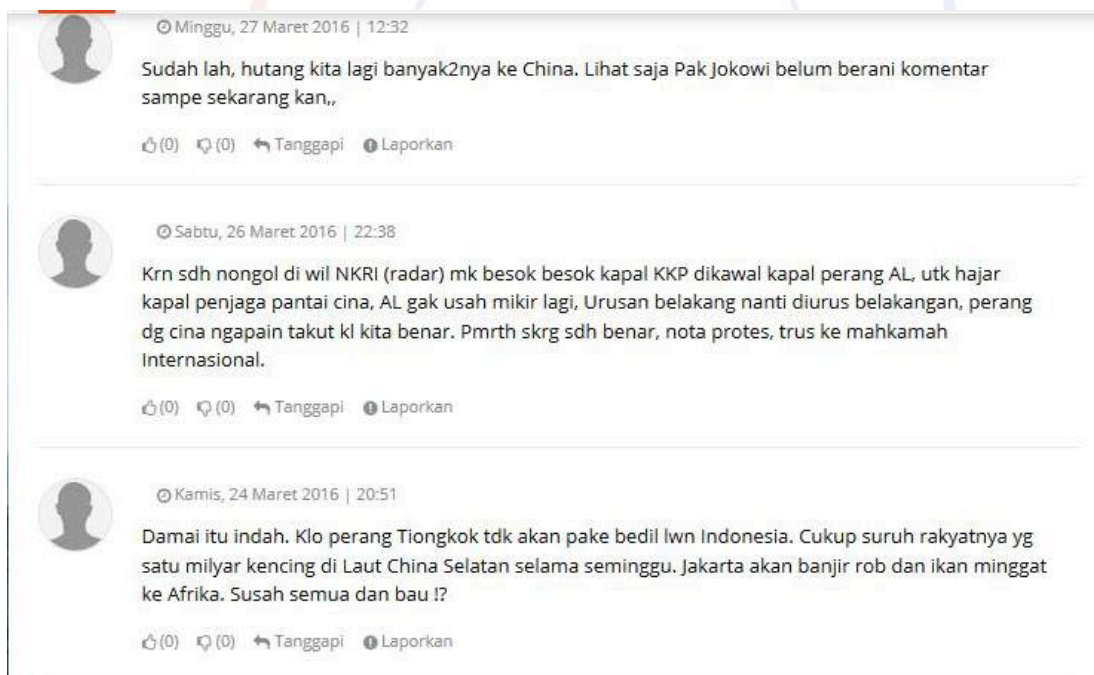 Minggu, 27 Maret 2016 | 12:32
Sudah lah, hutang kita lagi banyak2nya ke China. Lihat saja Pak Jokowi belum berani komentar
sampe sekarang kan,,
(0) (0) Tanggapi Laporkan
Sabtu, 26 Maret 2016 | 22:38
Krn sdh nongol di wil NKRI (radar) mk besok besok kapal KKP dikawal kapal perang AL, utk hajar
kapal penjaga pantai cina, AL gak usah mikir lagi, Urusan belakang nanti diurus belakangan, perang
dg cina ngapain takut kl kita benar. Pmrth skrg sdh benar, nota protes, trus ke mahkamah
Internasional.
(0) (0) Tanggapi Laporkan
Kamis, 24 Maret 2016 | 20:51
Damai itu indah. Klo perang Tiongkok tdk akan pake bedil lwn Indonesia. Cukup suruh rakyatnya yg
satu milyar kencing di Laut China Selatan selama seminggu. Jakarta akan banjir rob dan ikan minggat
ke Afrika. Susah semua dan bau !?
(0) (0) Tanggapi Laporkan